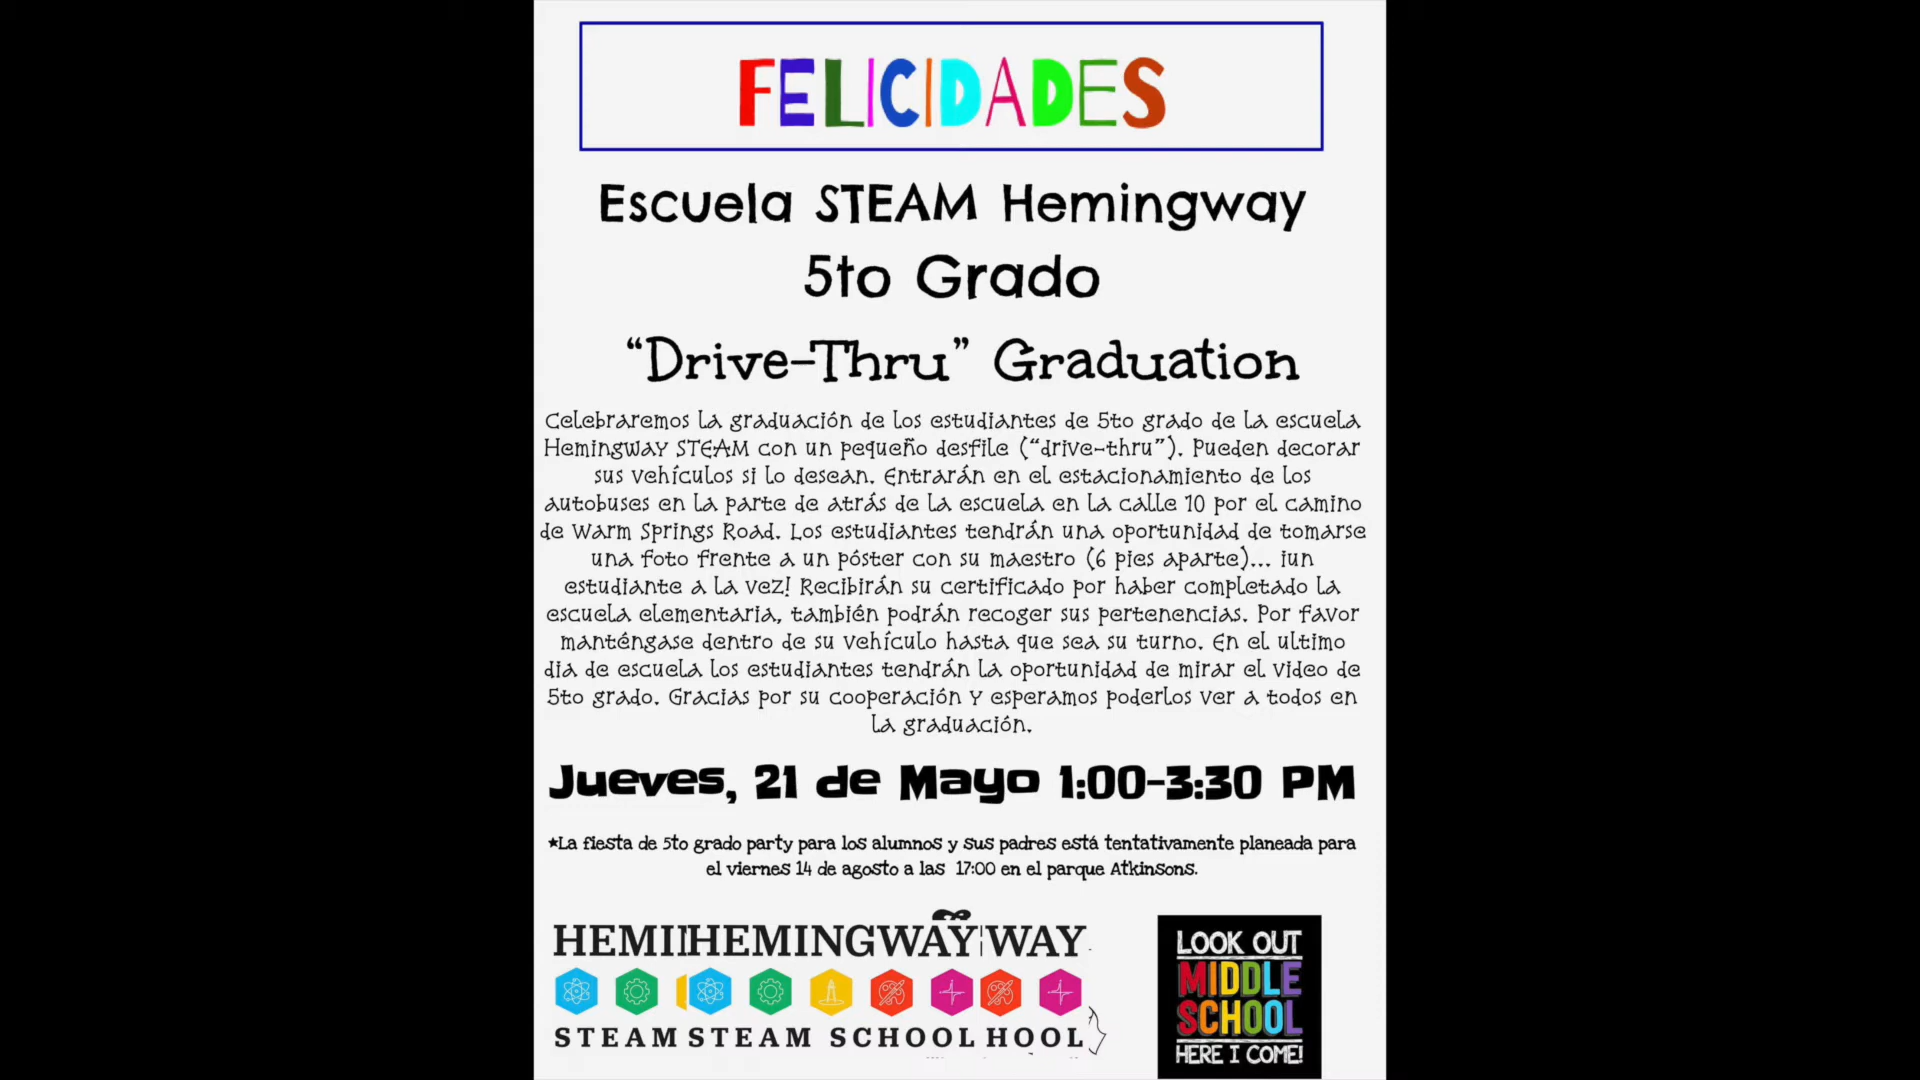 FELICIDADES
Escuela STEAM Hemingway
5to Grado
“Drive-Thru” Graduation
Celebraremos la graduación de los estudiantes de 5to grado de la escuela
Hemingway STEAM con un pequeño desfile (“drive-thru”). Pueden decorar
sus vehículos si lo desean. Entrarán en el estacionamiento de los
autobuses en la parte de atrás de la escuela en la calle 10 por el camino
de Warm Springs Road. Los estudiantes tendrán una oportunidad de tomarse
una foto frente a un póster con su maestro (6 pies aparte)... ¡un
estudiante a la vez! Recibirán su certificado por haber completado la
escuela elementaria, también podrán recoger sus pertenencias. Por favor
manténgase dentro de su vehículo hasta que sea su turno. En el ultimo
dia de escuela los estudiantes tendrán la oportunidad de mirar el video de
5to grado. Gracias por su cooperación y esperamos poderlos ver a todos en
la graduación.
Jueves, 21 de Mayo 1:00-3:30 PM
*La fiesta de 5to grado party para los alumnos y sus padres está tentativamente planeada para
el viernes 14 de agosto a las 17:00 en el parque Atkinsons.
HEMIHEMINGWAY WAY
STEAM STEAM SCHOOL HOOL
LOOK OUT
MIDDLE
SCHOOL
HERE I COME!